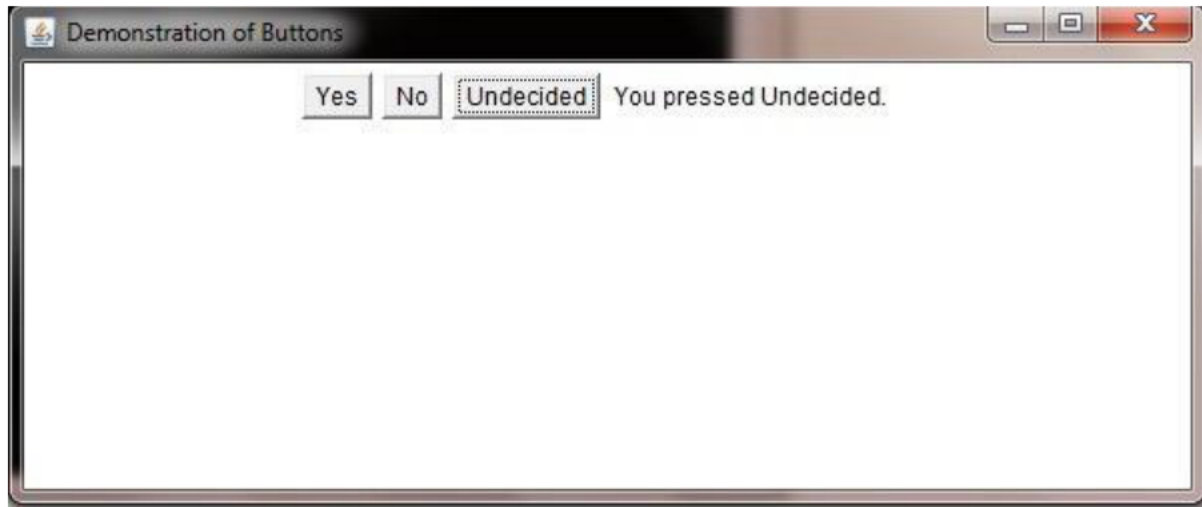 Demonstration of Buttons
Yes No Undecided You pressed Undecided.